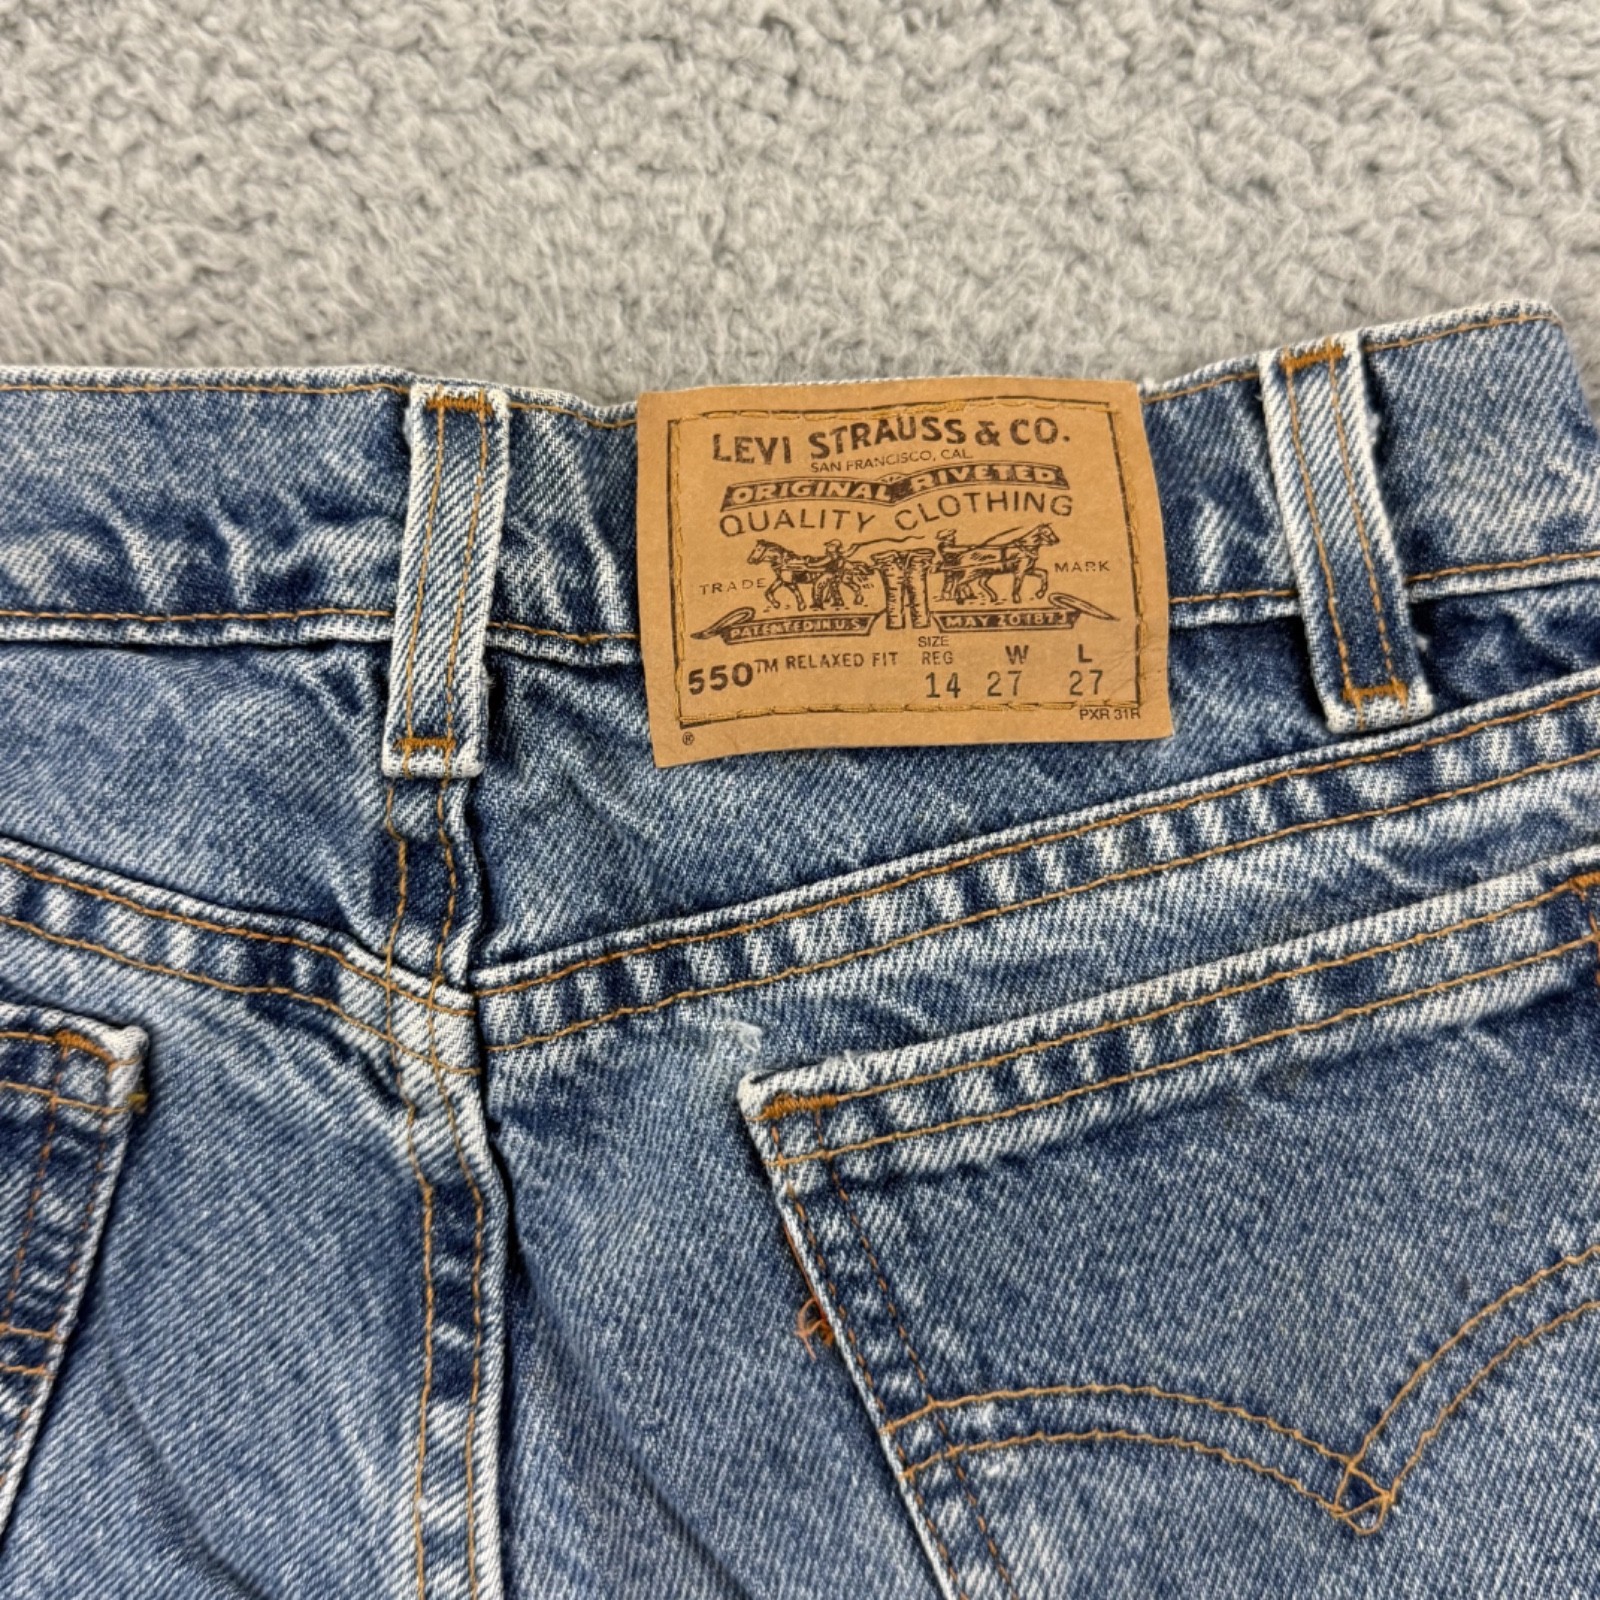 LEVI STRAUSS & CO.
SAN FRANCISCO, CAL.
ORIGINAL RIVETED
QUALITY CLOTHING
TRADE MARK
PATENTED IN U.S. MAY 20 1873
SIZE
550™ RELAXED FIT REG W L
14 27 27
PXR 31R
®